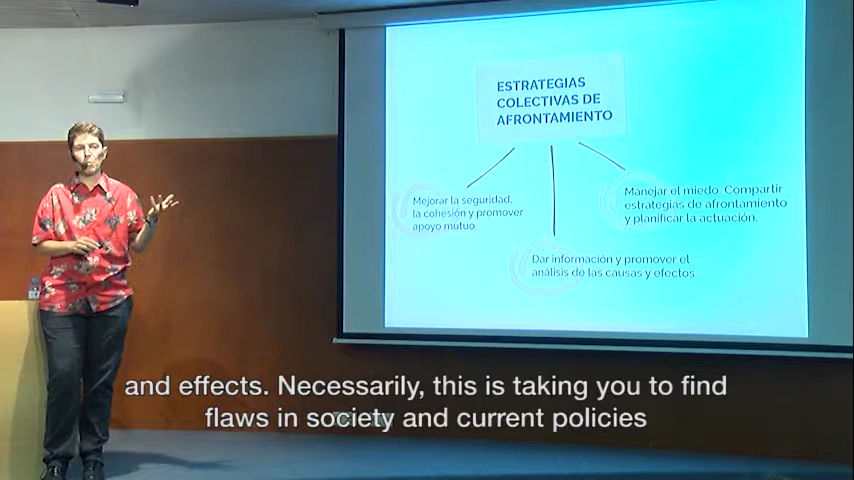 ESTRATEGIAS
COLECTIVAS DE
AFRONTAMIENTO
Mejorar la seguridad,
la cohesión y promover
apoyo mutuo.
Manejar el miedo. Compartir
estrategias de afrontamiento
y planificar la actuación.
Dar información y promover el
análisis de las causas y efectos.
and effects. Necessarily, this is taking you to find
flaws in society and current policies